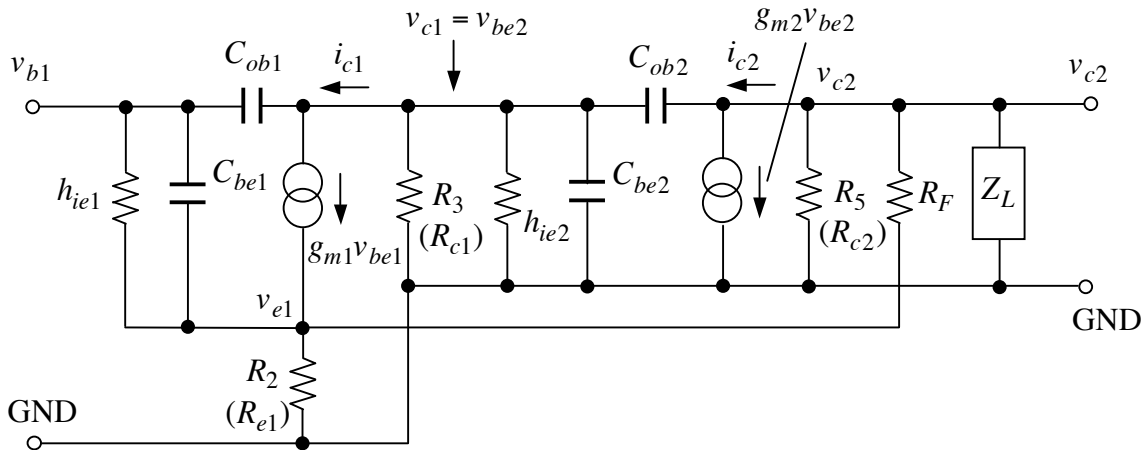 v_{c1} = v_{be2}
g_{m2}v_{be2}
v_{b1}
C_{ob1}
i_{c1}
C_{ob2}
i_{c2}
v_{c2}
v_{c2}
h_{ie1}
C_{be1}
g_{m1}v_{be1}
R_3
(R_{c1})
h_{ie2}
C_{be2}
R_5
(R_{c2})
R_F
Z_L
v_{e1}
GND
R_2
(R_{e1})
GND